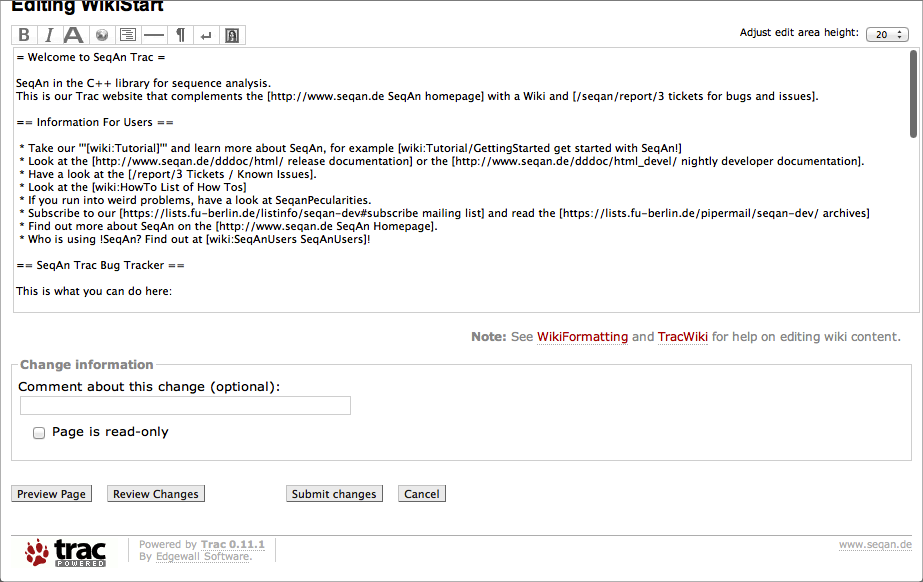 Editing WikiStart
B I A ¶
Adjust edit area height: 20
= Welcome to SeqAn Trac =
SeqAn in the C++ library for sequence analysis.
This is our Trac website that complements the [http://www.seqan.de SeqAn homepage] with a Wiki and [/seqan/report/3 tickets for bugs and issues].
== Information For Users ==
* Take our '''[wiki:Tutorial]''' and learn more about SeqAn, for example [wiki:Tutorial/GettingStarted get started with SeqAn!]
* Look at the [http://www.seqan.de/dddoc/html/ release documentation] or the [http://www.seqan.de/dddoc/html_devel/ nightly developer documentation].
* Have a look at the [/report/3 Tickets / Known Issues].
* Look at the [wiki:HowTo List of How Tos]
* If you run into weird problems, have a look at SeqanPecularities.
* Subscribe to our [https://lists.fu-berlin.de/listinfo/seqan-dev#subscribe mailing list] and read the [https://lists.fu-berlin.de/pipermail/seqan-dev/ archives]
* Find out more about SeqAn on the [http://www.seqan.de SeqAn Homepage].
* Who is using !SeqAn? Find out at [wiki:SeqAnUsers SeqAnUsers]!
== SeqAn Trac Bug Tracker ==
This is what you can do here:
Note: See WikiFormatting and TracWiki for help on editing wiki content.
Change information
Comment about this change (optional):
Page is read-only
Preview Page Review Changes Submit changes Cancel
trac POWERED
Powered by Trac 0.11.1
By Edgewall Software.
www.seqan.de